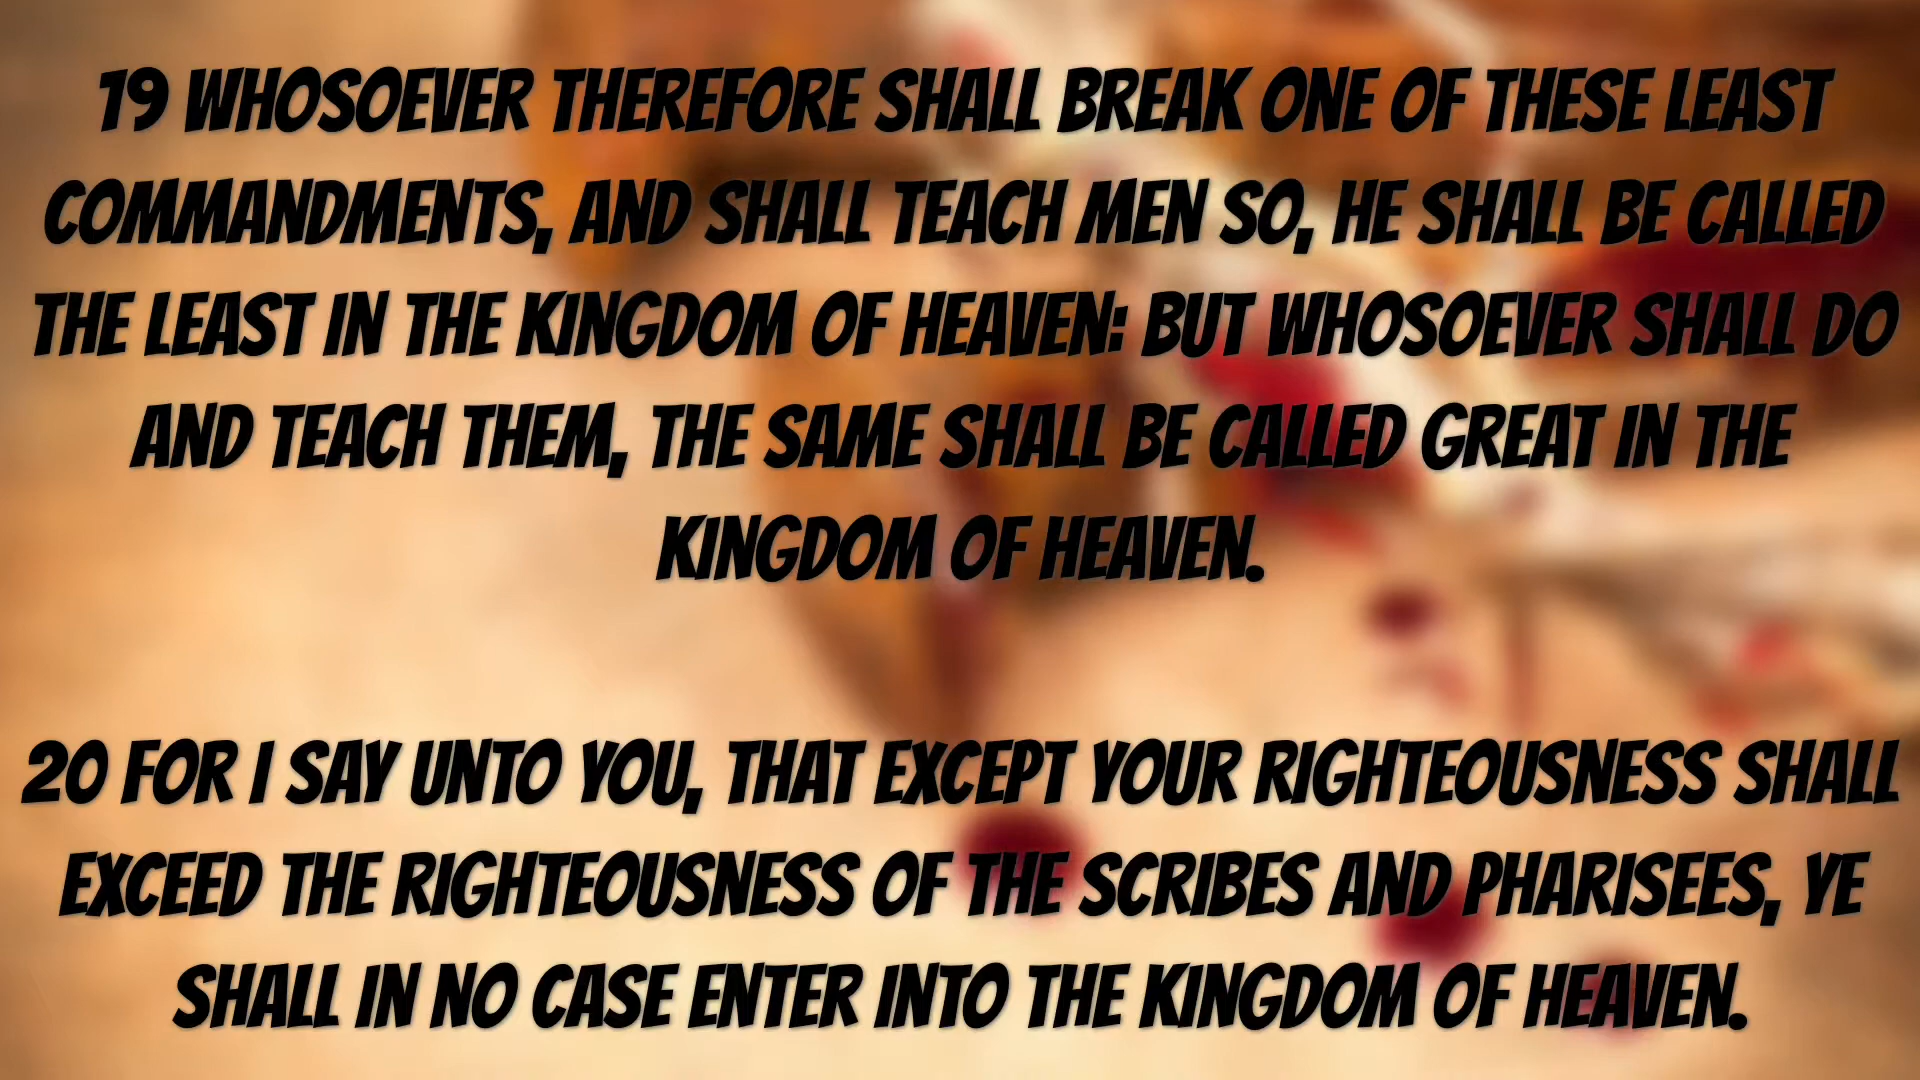 19 WHOSOEVER THEREFORE SHALL BREAK ONE OF THESE LEAST
COMMANDMENTS, AND SHALL TEACH MEN SO, HE SHALL BE CALLED
THE LEAST IN THE KINGDOM OF HEAVEN: BUT WHOSOEVER SHALL DO
AND TEACH THEM, THE SAME SHALL BE CALLED GREAT IN THE
KINGDOM OF HEAVEN.
20 FOR I SAY UNTO YOU, THAT EXCEPT YOUR RIGHTEOUSNESS SHALL
EXCEED THE RIGHTEOUSNESS OF THE SCRIBES AND PHARISEES, YE
SHALL IN NO CASE ENTER INTO THE KINGDOM OF HEAVEN.